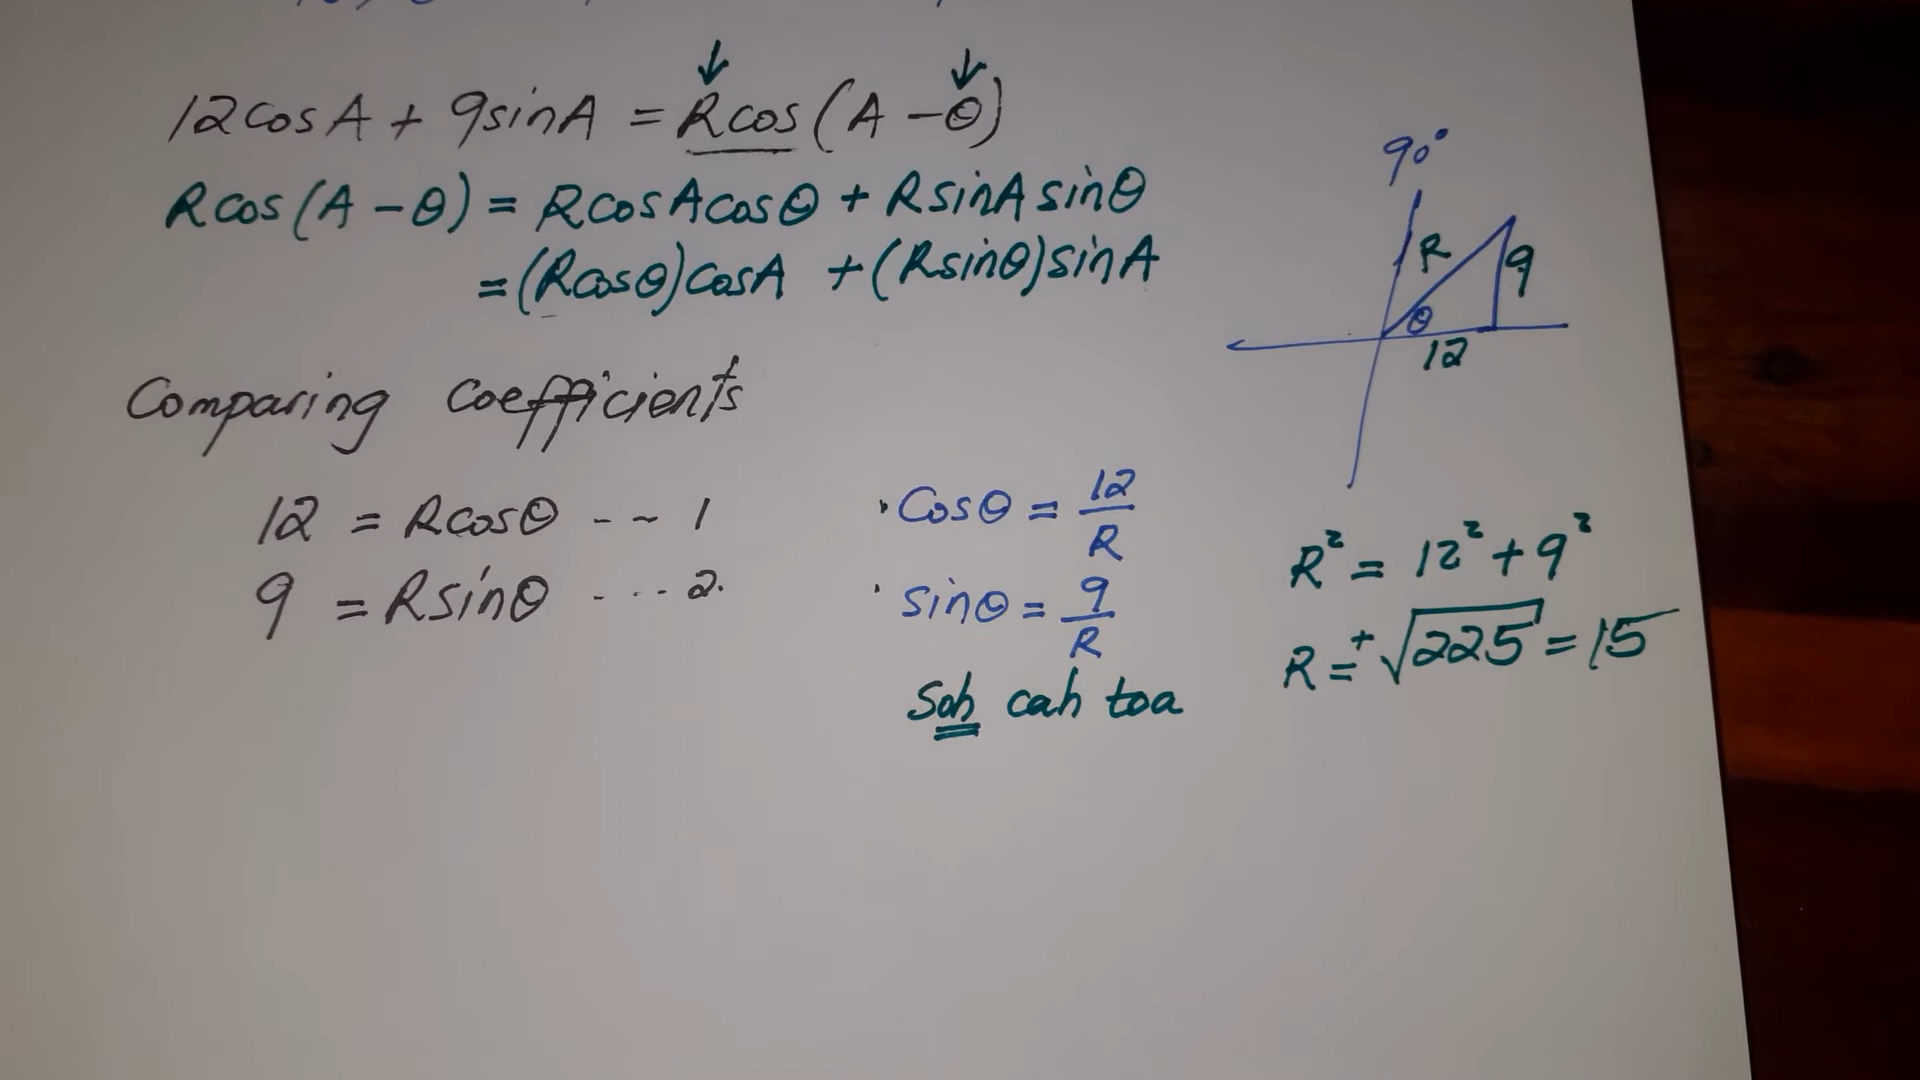 12cosA + 9sinA = Rcos(A - θ)
Rcos(A - θ) = RcosAcosθ + RsinAsinθ
= (Rcosθ)cosA + (Rsinθ)sinA
90°
R
9
θ
12
Comparing Coefficients
12 = Rcosθ -- 1
9 = Rsinθ ... 2.
Cosθ = 12/R
sinθ = 9/R
Soh cah toa
R² = 12² + 9²
R = +√225 = 15